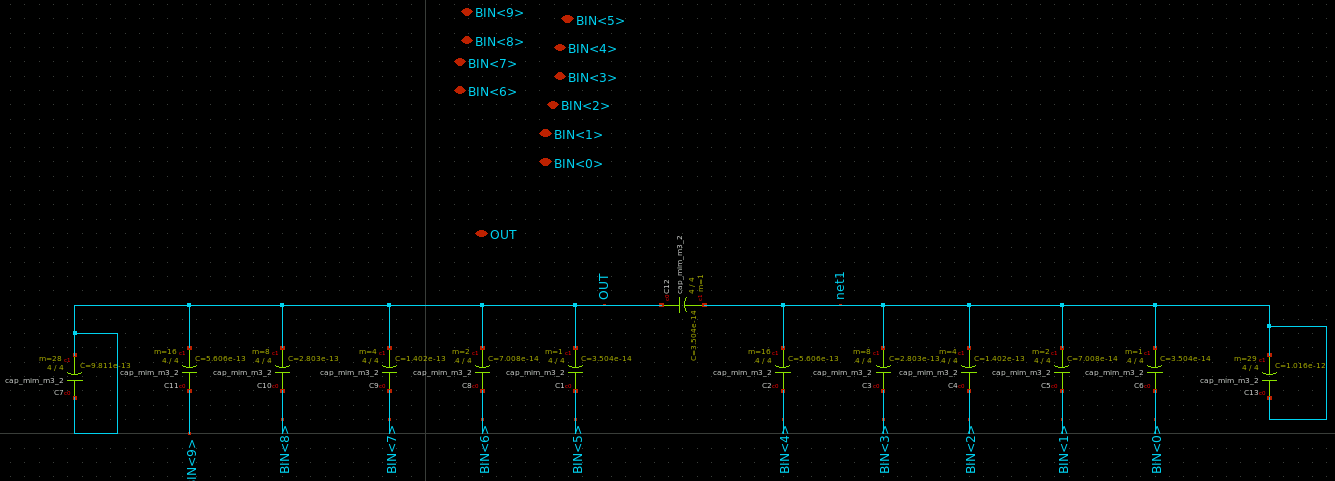 BIN<9>
BIN<8>
BIN<7>
BIN<6>
BIN<5>
BIN<4>
BIN<3>
BIN<2>
BIN<1>
BIN<0>
OUT
OUT
C12
cap_mim_m3_2
4 / 4
m=1
C=3.504e-14
net1
m=28
4 / 4
C=9.811e-13
cap_mim_m3_2
C7
m=16
4 / 4
C=5.606e-13
cap_mim_m3_2
C11
m=8
4 / 4
C=2.803e-13
cap_mim_m3_2
C10
m=4
4 / 4
C=1.402e-13
cap_mim_m3_2
C9
m=2
4 / 4
C=7.008e-14
cap_mim_m3_2
C8
m=1
4 / 4
C=3.504e-14
cap_mim_m3_2
C1
m=16
4 / 4
C=5.606e-13
cap_mim_m3_2
C2
m=8
4 / 4
C=2.803e-13
cap_mim_m3_2
C3
m=4
4 / 4
C=1.402e-13
cap_mim_m3_2
C4
m=2
4 / 4
C=7.008e-14
cap_mim_m3_2
C5
m=1
4 / 4
C=3.504e-14
cap_mim_m3_2
C6
m=29
4 / 4
C=1.016e-12
cap_mim_m3_2
C13
IN<9>
BIN<8>
BIN<7>
BIN<6>
BIN<5>
BIN<4>
BIN<3>
BIN<2>
BIN<1>
BIN<0>